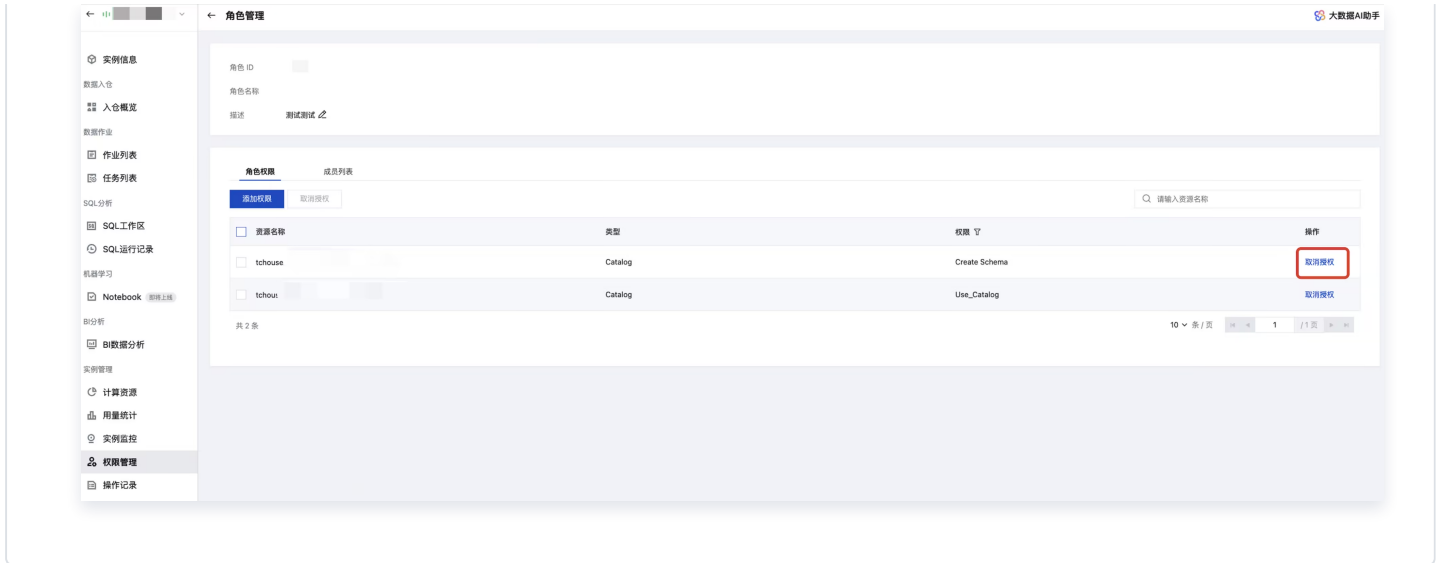 角色管理
大数据AI助手
实例信息
数据入仓
入仓概览
数据作业
作业列表
任务列表
SQL分析
SQL工作区
SQL运行记录
机器学习
Notebook 即将上线
BI分析
BI数据分析
实例管理
计算资源
用量统计
实例监控
权限管理
操作记录
角色 ID
角色名称
描述 测试测试
角色权限 成员列表
添加权限 取消授权 请输入资源名称
资源名称 类型 权限 操作
tchouse Catalog Create Schema 取消授权
tchous Catalog Use_Catalog 取消授权
共 2 条 10 条 / 页 1 / 1 页